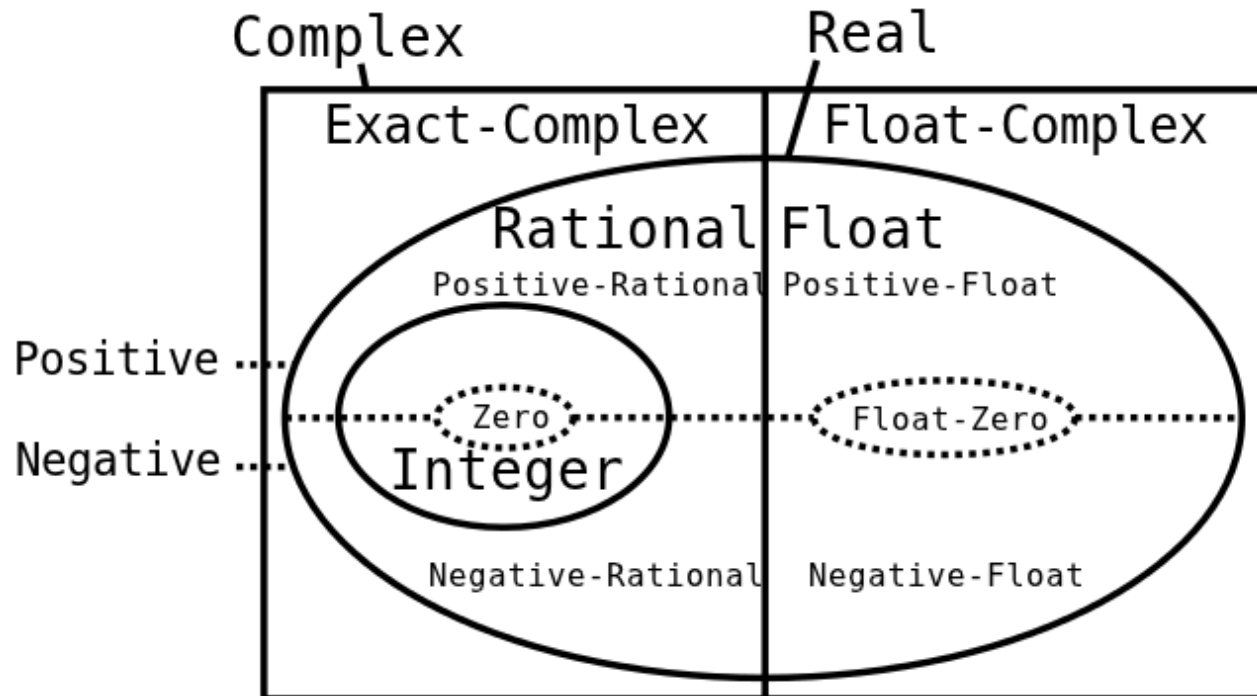 Complex
Real
Exact-Complex
Float-Complex
Rational
Float
Positive-Rational
Positive-Float
Positive
Zero
Float-Zero
Negative
Integer
Negative-Rational
Negative-Float